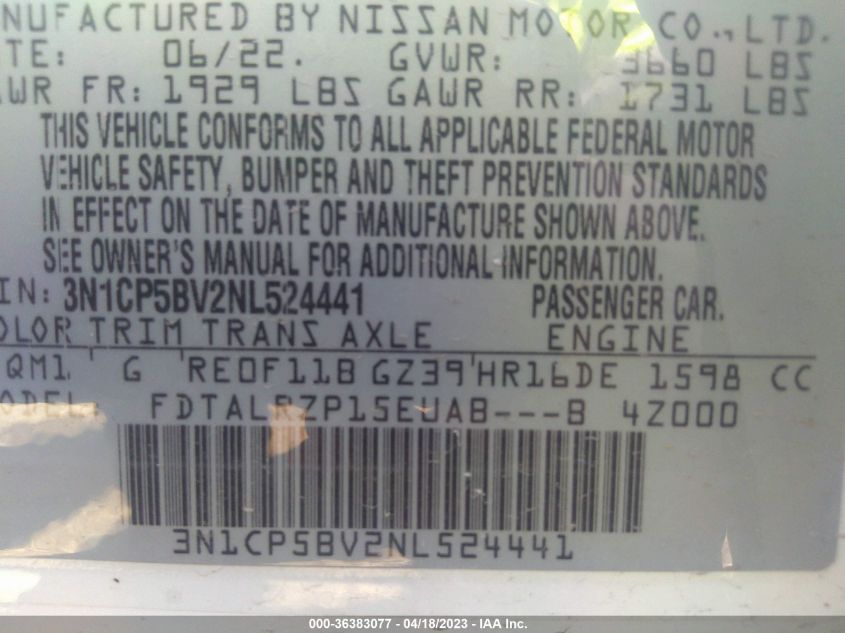 NUFACTURED BY NISSAN MOTOR CO., LTD.
TE: 06/22. GVWR: 3660 LBS
WR FR: 1929 LBS GAWR RR: 1731 LBS
THIS VEHICLE CONFORMS TO ALL APPLICABLE FEDERAL MOTOR
VEHICLE SAFETY, BUMPER AND THEFT PREVENTION STANDARDS
IN EFFECT ON THE DATE OF MANUFACTURE SHOWN ABOVE.
SEE OWNER'S MANUAL FOR ADDITIONAL INFORMATION.
IN: 3N1CP5BV2NL524441 PASSENGER CAR.
OLOR TRIM TRANS AXLE ENGINE
QM1 G RE0F11B GZ39 HR16DE 1598 CC
ODEL: FDTALBZP15EUAB---B 4Z000
3N1CP5BV2NL524441
000-36383077 - 04/18/2023 - IAA, Inc.